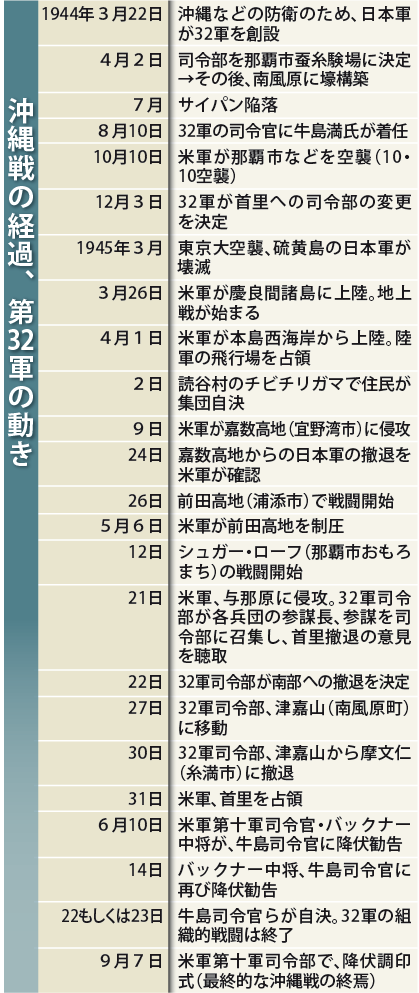 沖縄戦の経過、第32軍の動き
1944年３月22日
沖縄などの防衛のため、日本軍
が32軍を創設
４月２日
司令部を那覇市蚕糸験場に決定
→その後、南風原に壕構築
７月
サイパン陥落
８月10日
32軍の司令官に牛島満氏が着任
10月10日
米軍が那覇市などを空襲（10・
10空襲）
12月３日
32軍が首里への司令部の変更
を決定
1945年３月
東京大空襲、硫黄島の日本軍が
壊滅
３月26日
米軍が慶良間諸島に上陸。地上
戦が始まる
４月１日
米軍が本島西海岸から上陸。陸
軍の飛行場を占領
２日
読谷村のチビチリガマで住民が
集団自決
９日
米軍が嘉数高地（宜野湾市）に侵攻
24日
嘉数高地からの日本軍の撤退を
米軍が確認
26日
前田高地（浦添市）で戦闘開始
５月６日
米軍が前田高地を制圧
12日
シュガー・ローフ（那覇市おもろ
まち）の戦闘開始
21日
米軍、与那原に侵攻。32軍司令
部が各兵団の参謀長、参謀を司
令部に召集し、首里撤退の意見
を聴取
22日
32軍司令部が南部への撤退を決定
27日
32軍司令部、津嘉山（南風原町）
に移動
30日
32軍司令部、津嘉山から摩文仁
（糸満市）に撤退
31日
米軍、首里を占領
６月10日
米軍第十軍司令官・バックナー
中将が、牛島司令官に降伏勧告
14日
バックナー中将、牛島司令官に
再び降伏勧告
22もしくは23日
牛島司令官らが自決。32軍の組
織的戦闘は終了
９月７日
米軍第十軍司令部で、降伏調印
式（最終的な沖縄戦の終焉）